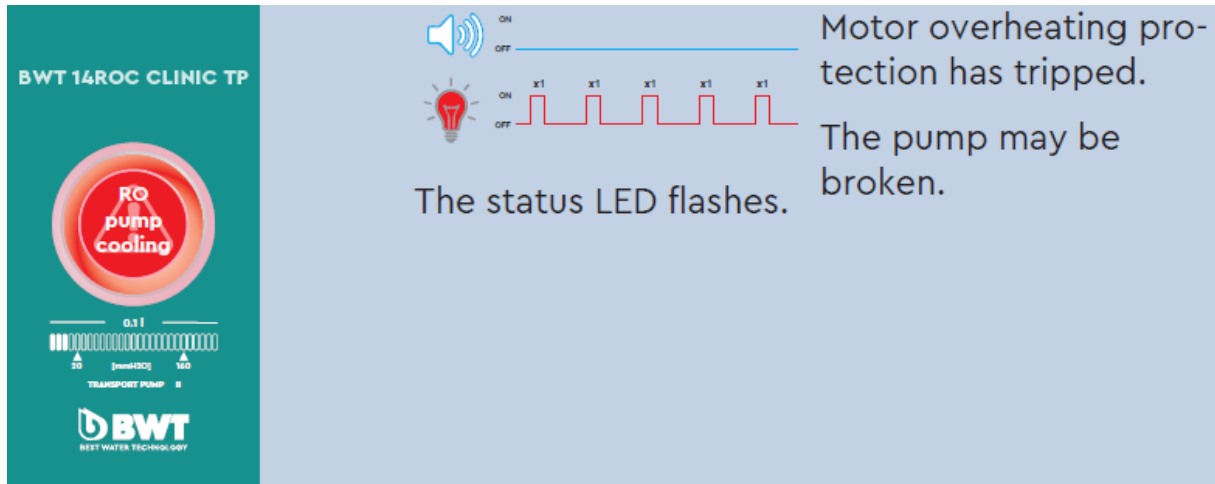 BWT 14ROC CLINIC TP
RO
pump
cooling
0.1 l
20 [mmH2O] 160
TRANSPORT PUMP II
BWT
BEST WATER TECHNOLOGY
ON
OFF
x1 x1 x1 x1 x1
ON
OFF
The status LED flashes.
Motor overheating pro-
tection has tripped.
The pump may be
broken.